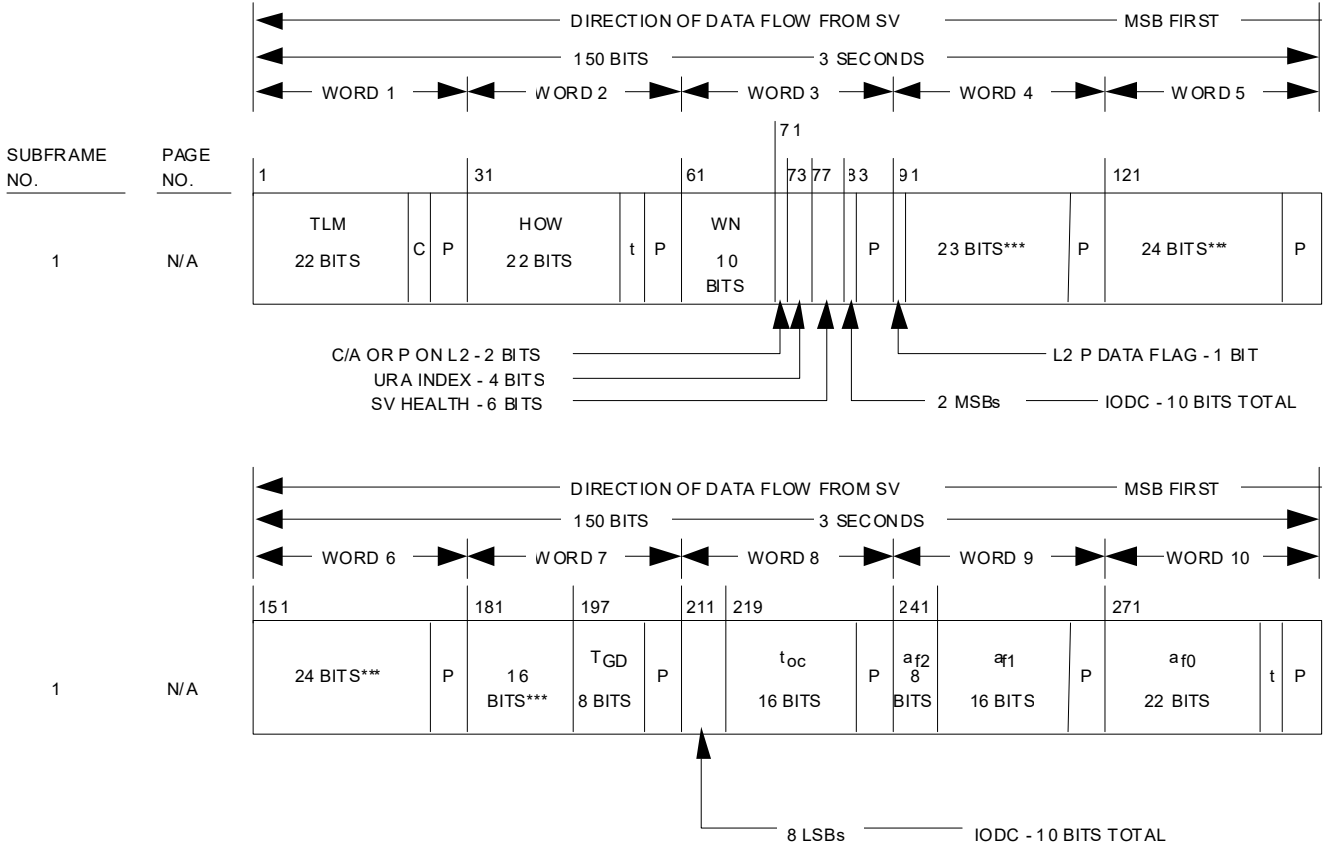 DIRECTION OF DATA FLOW FROM SV MSB FIRST
150 BITS 3 SECONDS
WORD 1 WORD 2 WORD 3 WORD 4 WORD 5
SUBFRAME NO. PAGE NO.
1 31 61 71 73 77 83 91 121
1 N/A
TLM 22 BITS C P HOW 22 BITS t P WN 10 BITS P 23 BITS*** P 24 BITS*** P
C/A OR P ON L2 - 2 BITS
URA INDEX - 4 BITS
SV HEALTH - 6 BITS
L2 P DATA FLAG - 1 BIT
2 MSBs IODC - 10 BITS TOTAL
DIRECTION OF DATA FLOW FROM SV MSB FIRST
150 BITS 3 SECONDS
WORD 6 WORD 7 WORD 8 WORD 9 WORD 10
151 181 197 211 219 241 271
1 N/A
24 BITS*** P 16 BITS*** TGD 8 BITS P toc 16 BITS P af2 8 BITS af1 16 BITS P af0 22 BITS t P
8 LSBs IODC - 10 BITS TOTAL